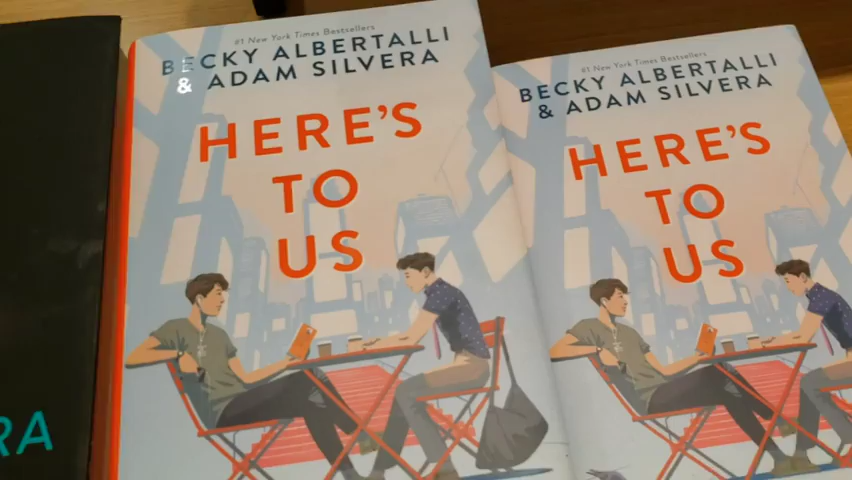 #1 New York Times Bestsellers
BECKY ALBERTALLI
& ADAM SILVERA
HERE'S
TO
US
#1 New York Times Bestsellers
BECKY ALBERTALLI
& ADAM SILVERA
HERE'S
TO
US
RA